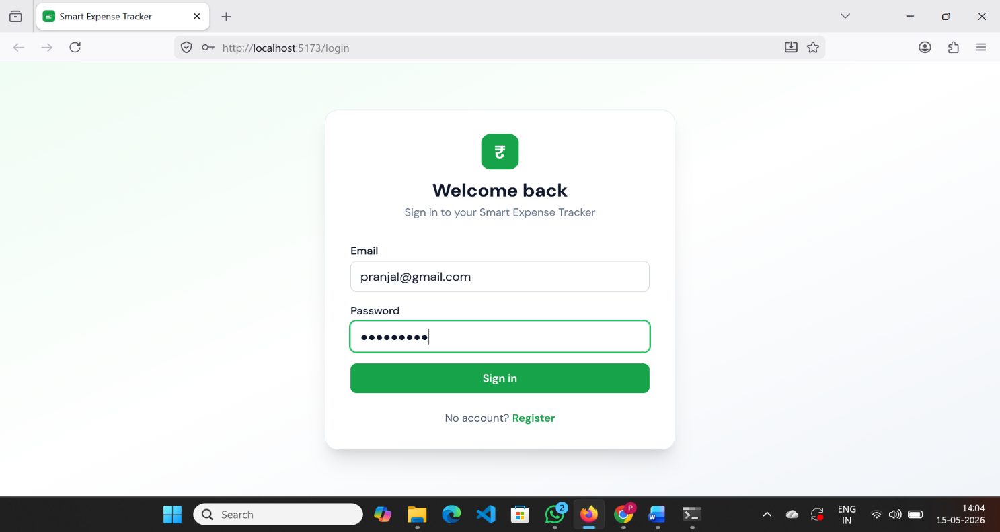 Smart Expense Tracker
http://localhost:5173/login
₹
Welcome back
Sign in to your Smart Expense Tracker
Email
pranjal@gmail.com
Password
●●●●●●●●●
Sign in
No account? Register
Search
2
P
W
ENG
IN
14:04
15-05-2026